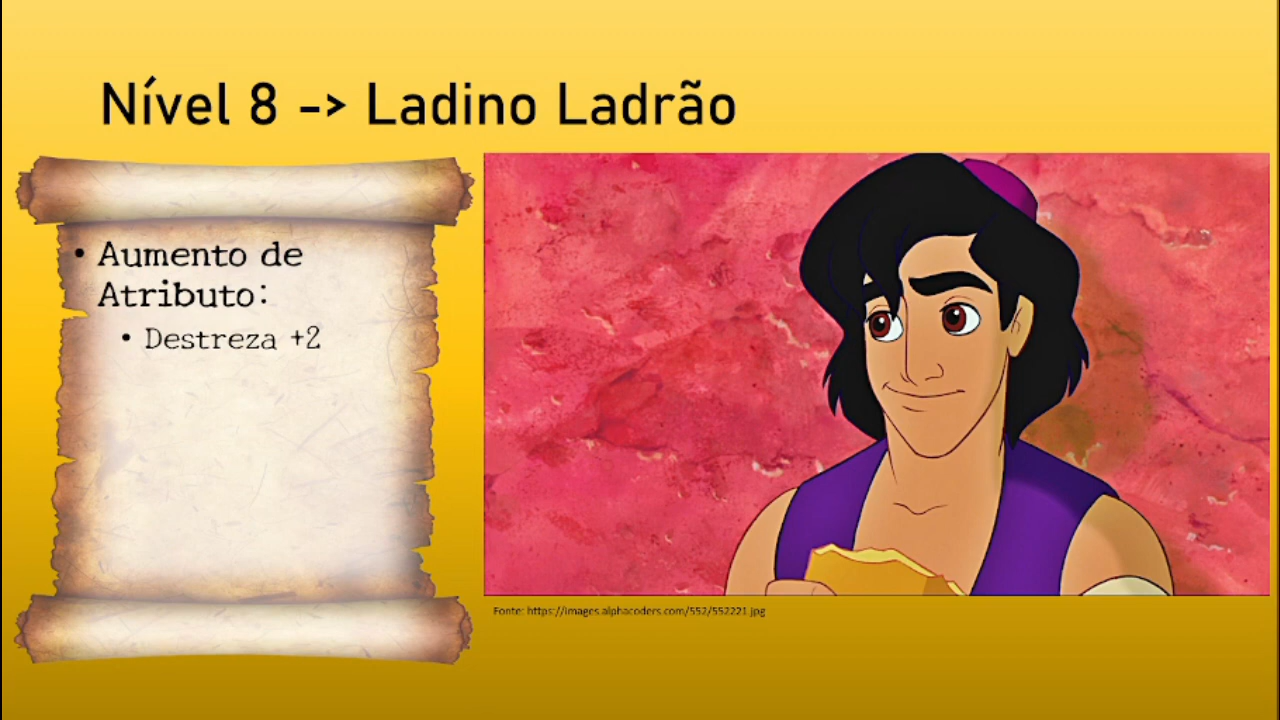 Nível 8 -> Ladino Ladrão
• Aumento de
Atributo:
• Destreza +2
Fonte: https://images.alphacoders.com/552/552221.jpg